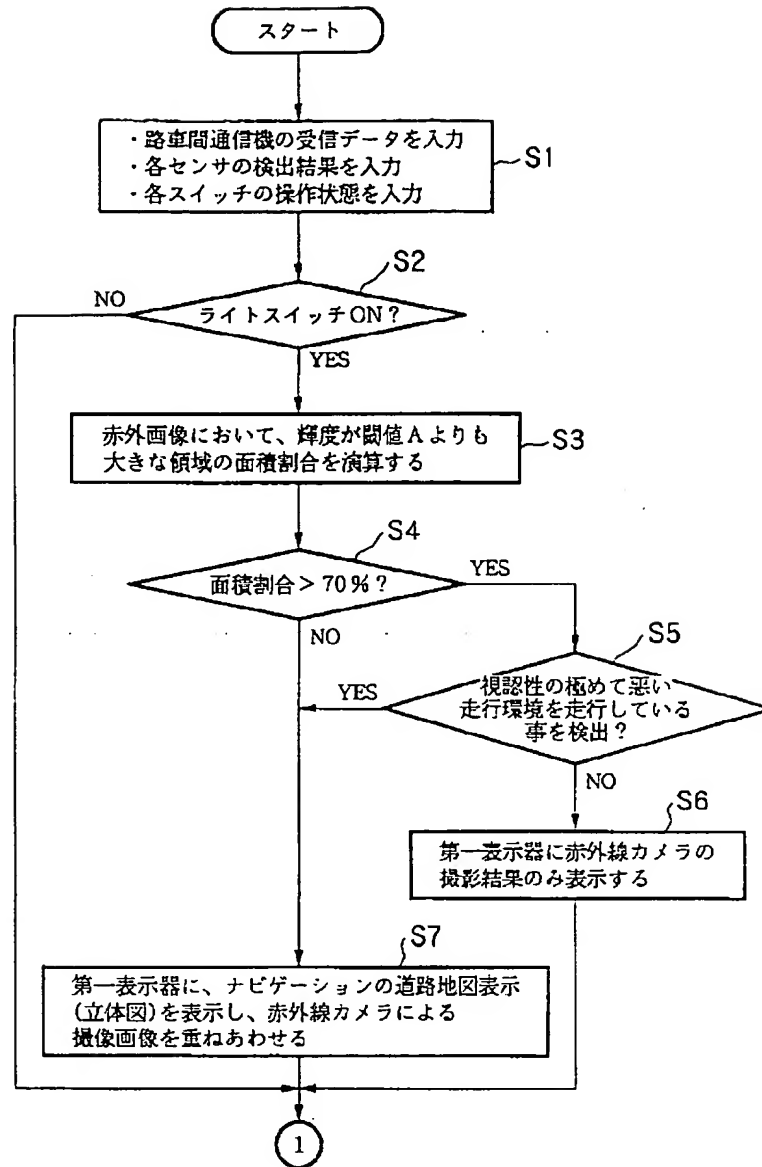 スタート
・路車間通信機の受信データを入力
・各センサの検出結果を入力
・各スイッチの操作状態を入力
S1
S2
NO
ライトスイッチON？
YES
赤外画像において、輝度が閾値Aよりも
大きな領域の面積割合を演算する
S3
S4
面積割合＞70％？
YES
NO
S5
YES
視認性の極めて悪い
走行環境を走行している
事を検出？
NO
S6
第一表示器に赤外線カメラの
撮影結果のみ表示する
S7
第一表示器に、ナビゲーションの道路地図表示
(立体図)を表示し、赤外線カメラによる
撮像画像を重ねあわせる
1